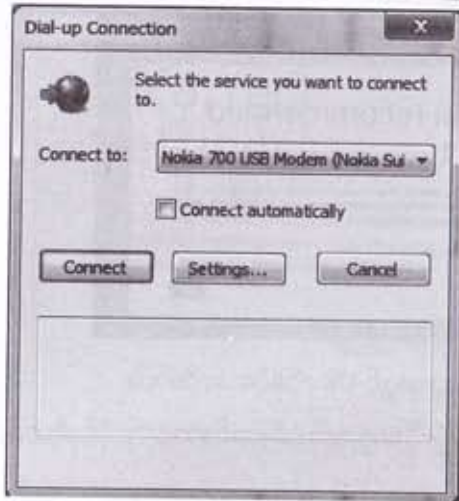 Dial-up Connection
Select the service you want to connect
to.
Connect to:
Nokia 700 USB Modem (Nokia Sui
Connect automatically
Connect
Settings...
Cancel